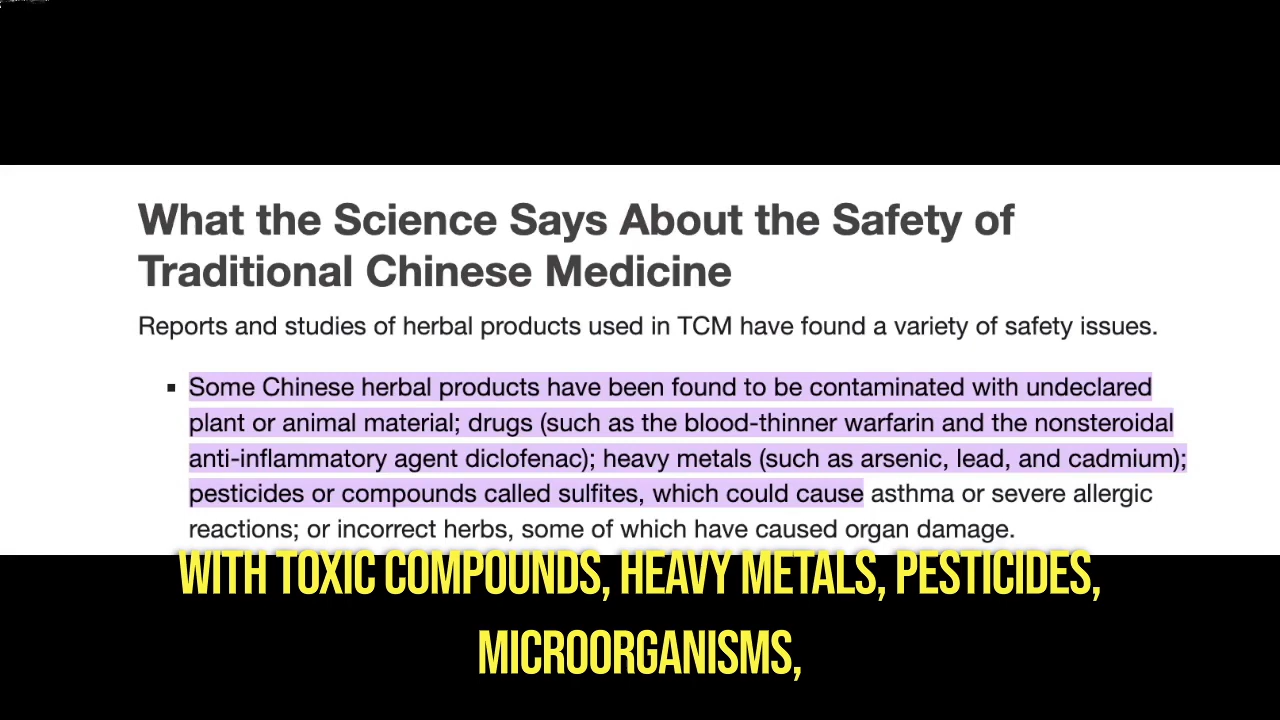 What the Science Says About the Safety of
Traditional Chinese Medicine
Reports and studies of herbal products used in TCM have found a variety of safety issues.
Some Chinese herbal products have been found to be contaminated with undeclared
plant or animal material; drugs (such as the blood-thinner warfarin and the nonsteroidal
anti-inflammatory agent diclofenac); heavy metals (such as arsenic, lead, and cadmium);
pesticides or compounds called sulfites, which could cause asthma or severe allergic
reactions; or incorrect herbs, some of which have caused organ damage.
WITH TOXIC COMPOUNDS, HEAVY METALS, PESTICIDES,
MICROORGANISMS,